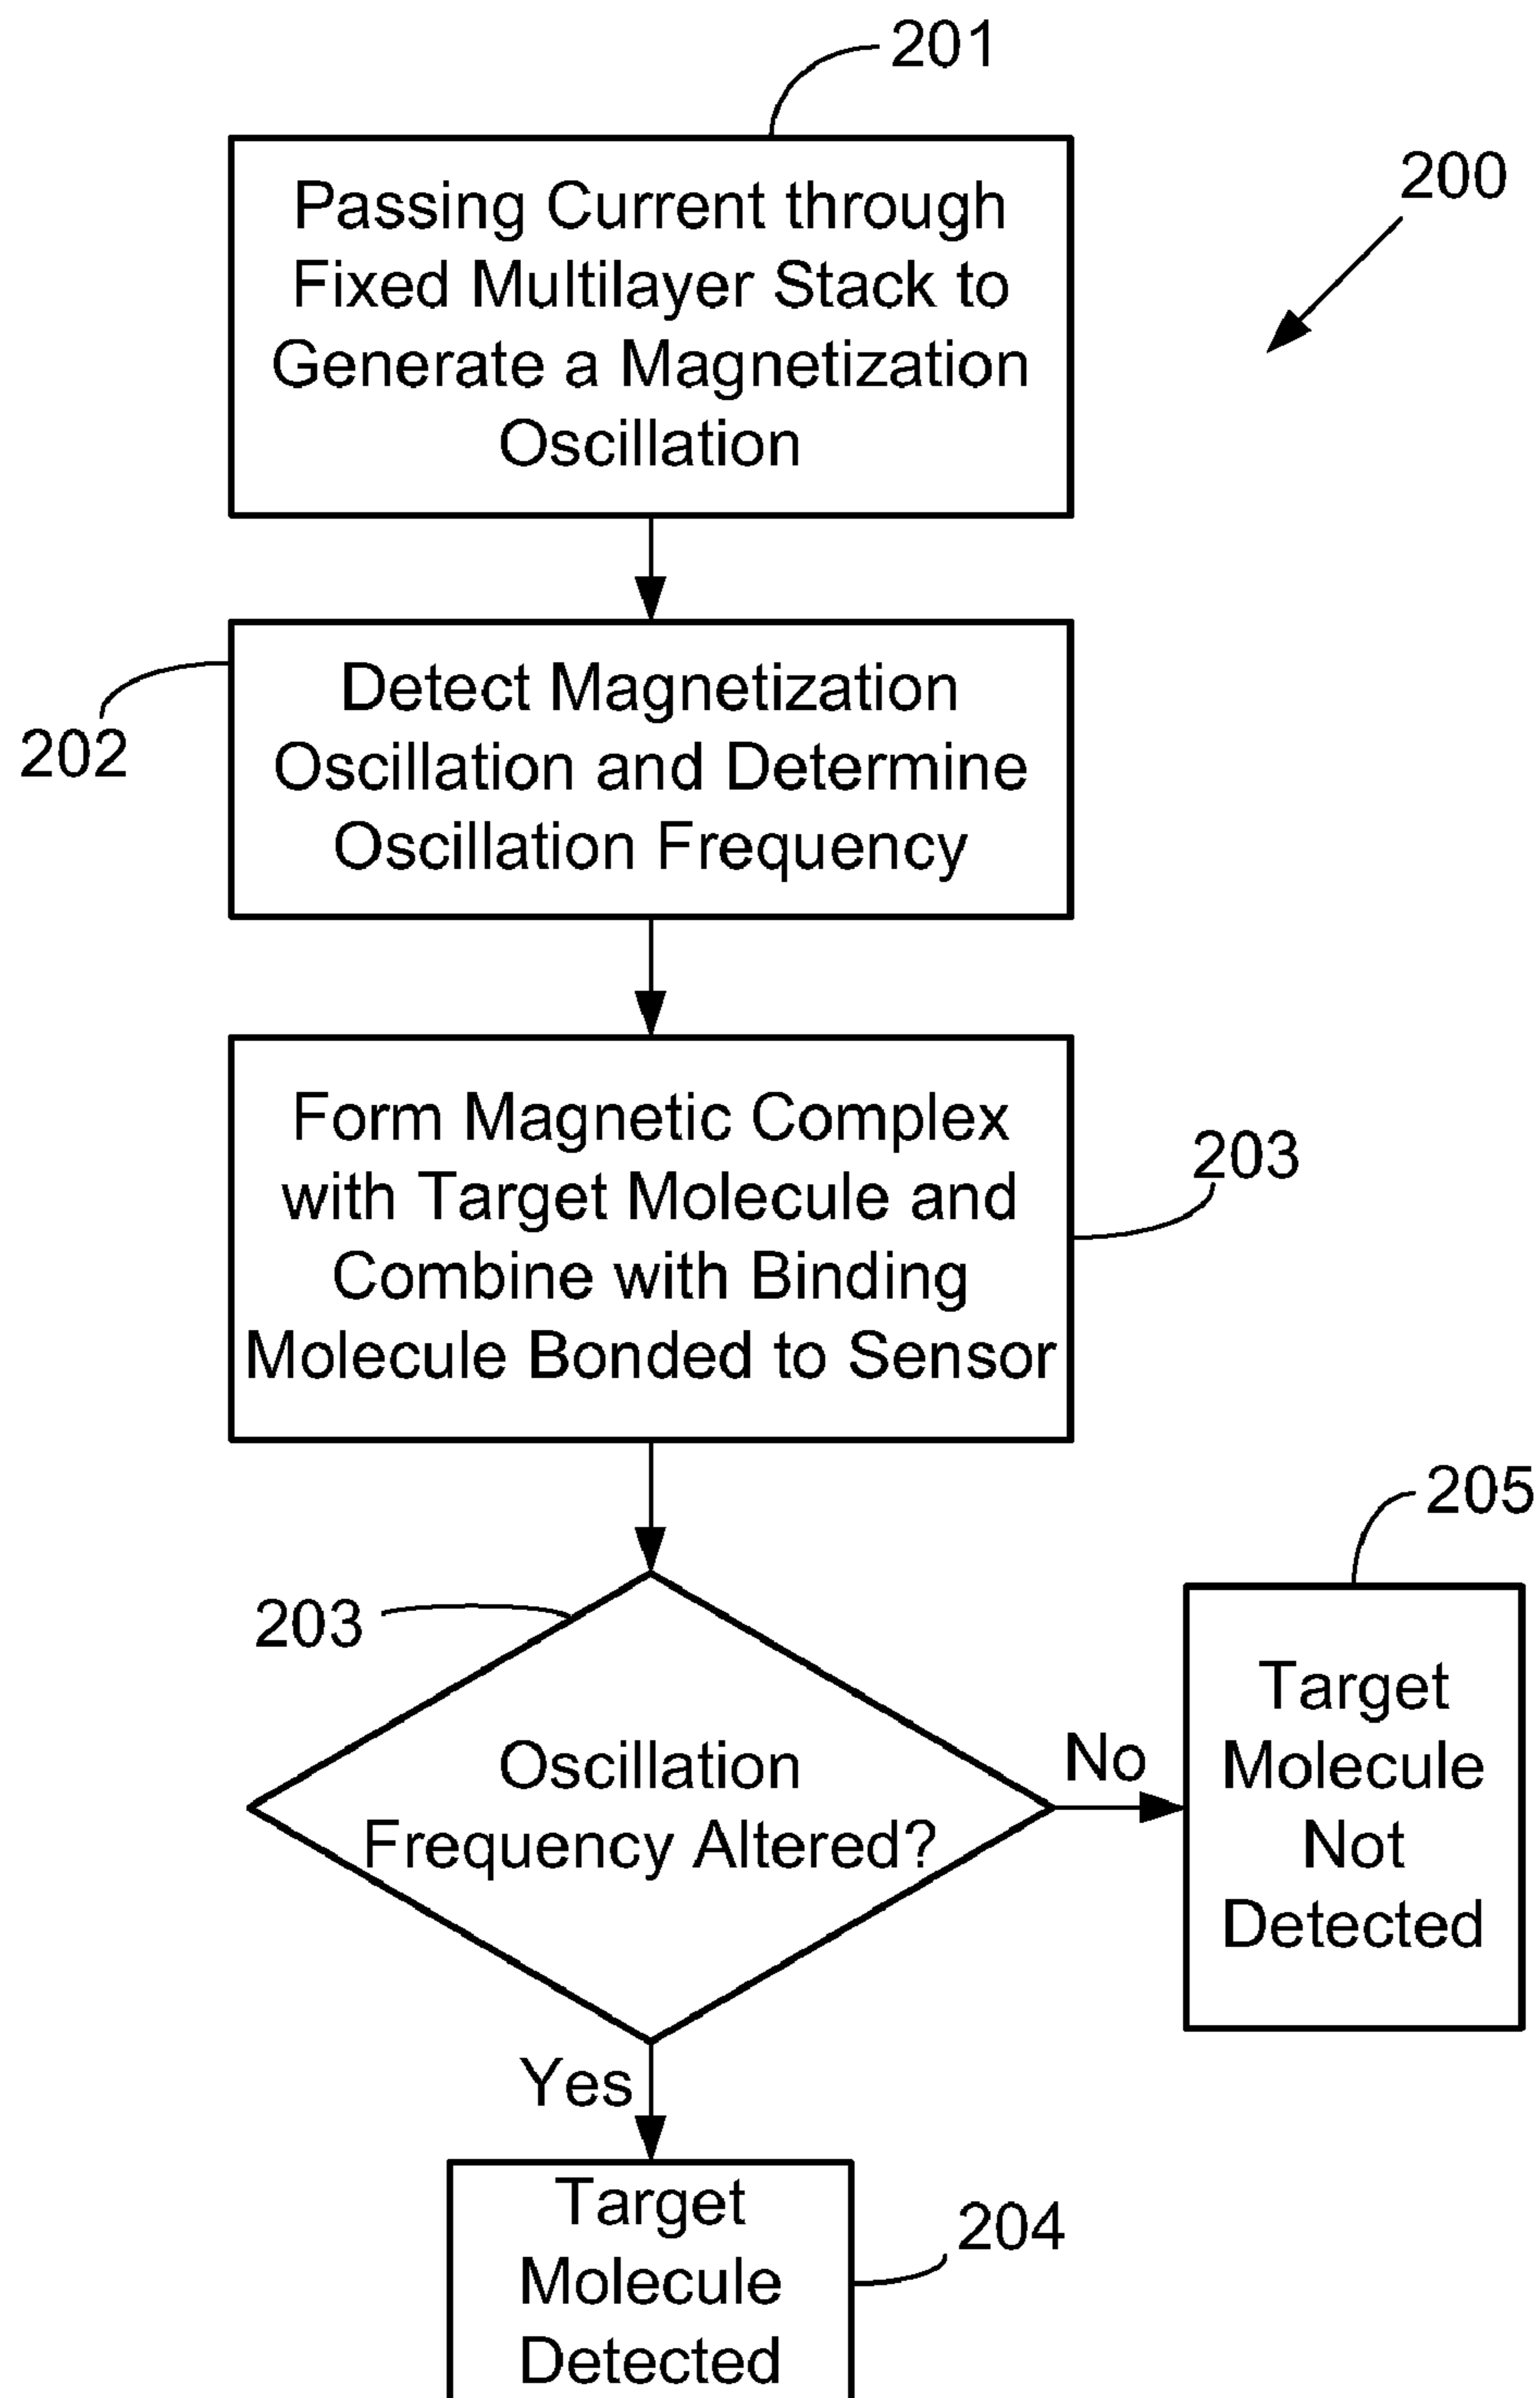 201
200
Passing Current through
Fixed Multilayer Stack to
Generate a Magnetization
Oscillation
202
Detect Magnetization
Oscillation and Determine
Oscillation Frequency
Form Magnetic Complex
with Target Molecule and
Combine with Binding
Molecule Bonded to Sensor
203
203
Oscillation
Frequency Altered?
No
205
Target
Molecule
Not
Detected
Yes
Target
Molecule
Detected
204